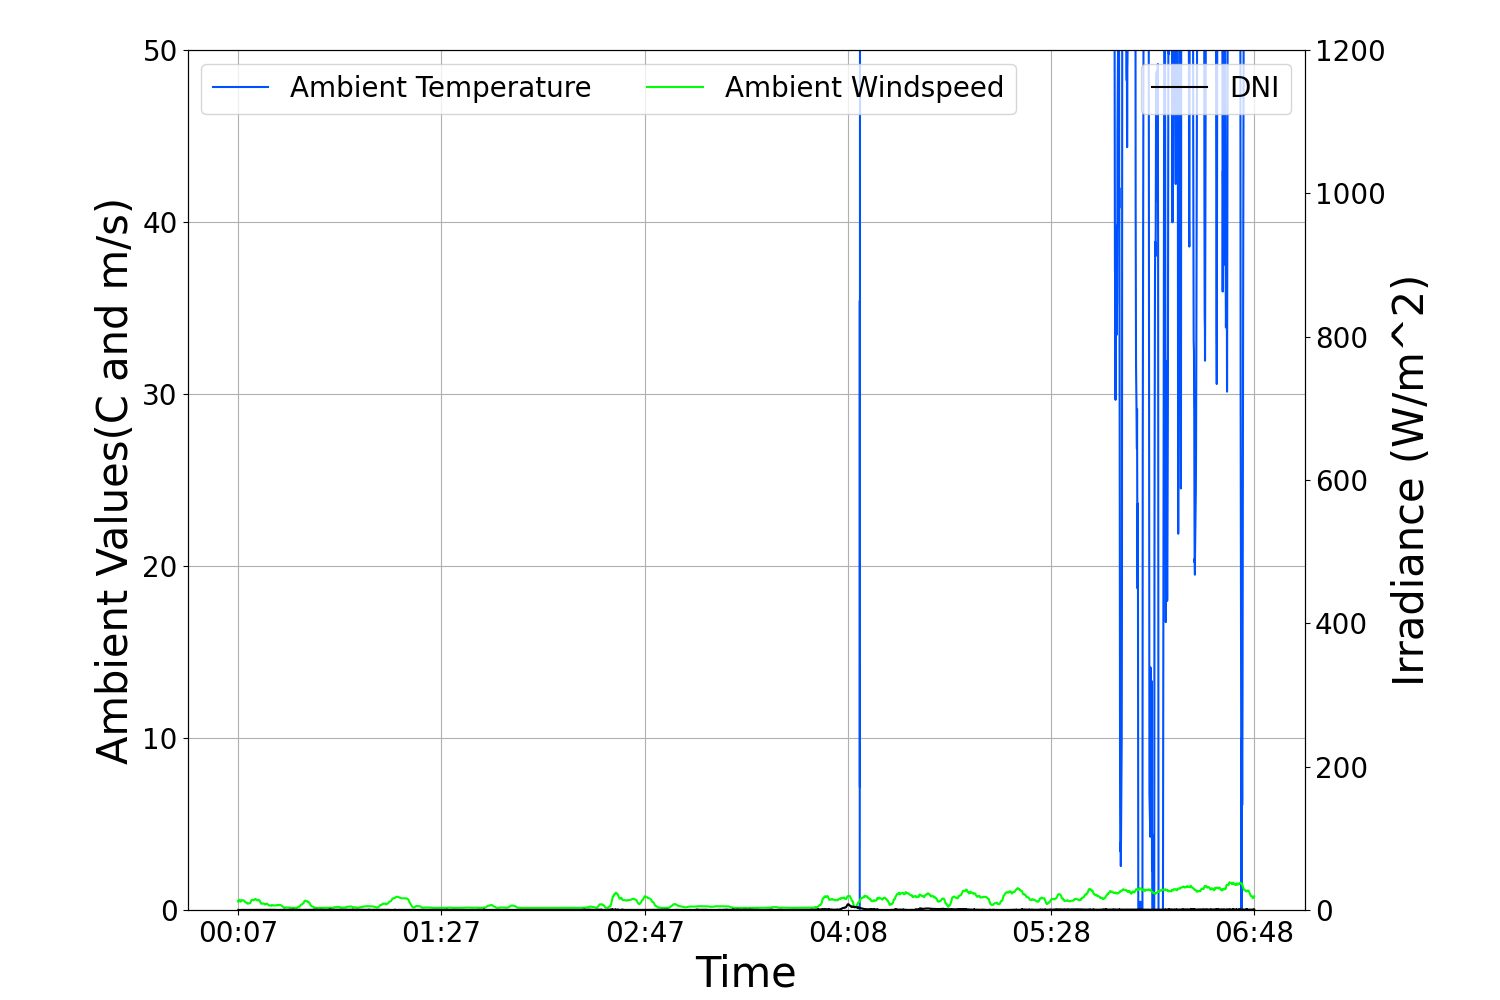 50 1200
Ambient Temperature Ambient Windspeed DNI
40 1000
30 800
20 600
10 400
0 200
0
Ambient Values(C and m/s)
Irradiance (W/m^2)
00:07 01:27 02:47 04:08 05:28 06:48
Time